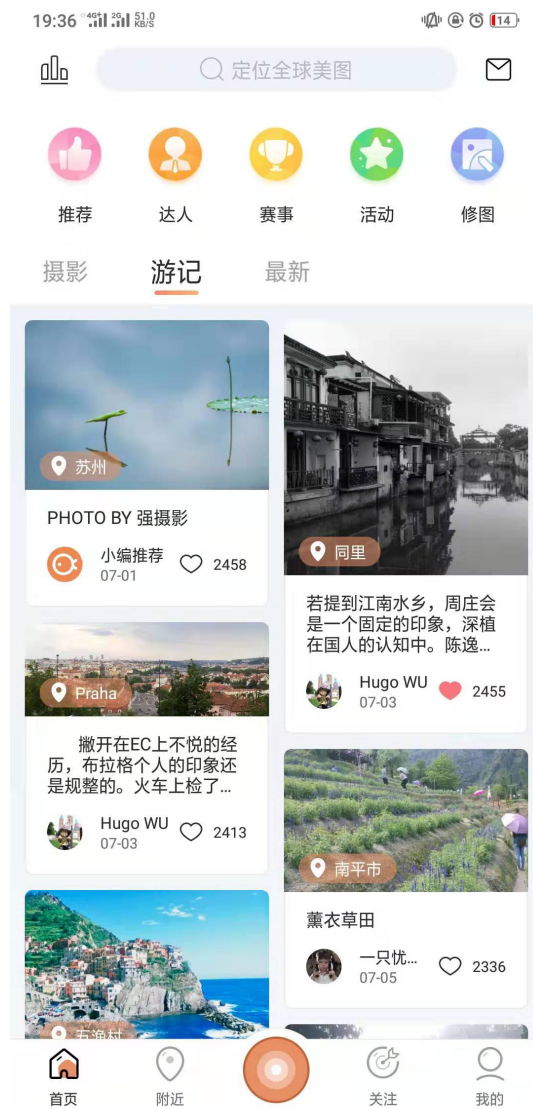 19:36 4G+ 2G 51.0 KB/S 14
定位全球美图
推荐 达人 赛事 活动 修图
摄影 游记 最新
苏州
PHOTO BY 强摄影
小编推荐
07-01
2458
同里
若提到江南水乡，周庄会
是一个固定的印象，深植
在国人的认知中。陈逸...
Hugo WU
07-03
2455
Praha
撇开在EC上不悦的经
历，布拉格个人的印象还
是规整的。火车上检了...
Hugo WU
07-03
2413
南平市
薰衣草田
一只忧...
07-05
2336
五渔村
首页 附近 关注 我的